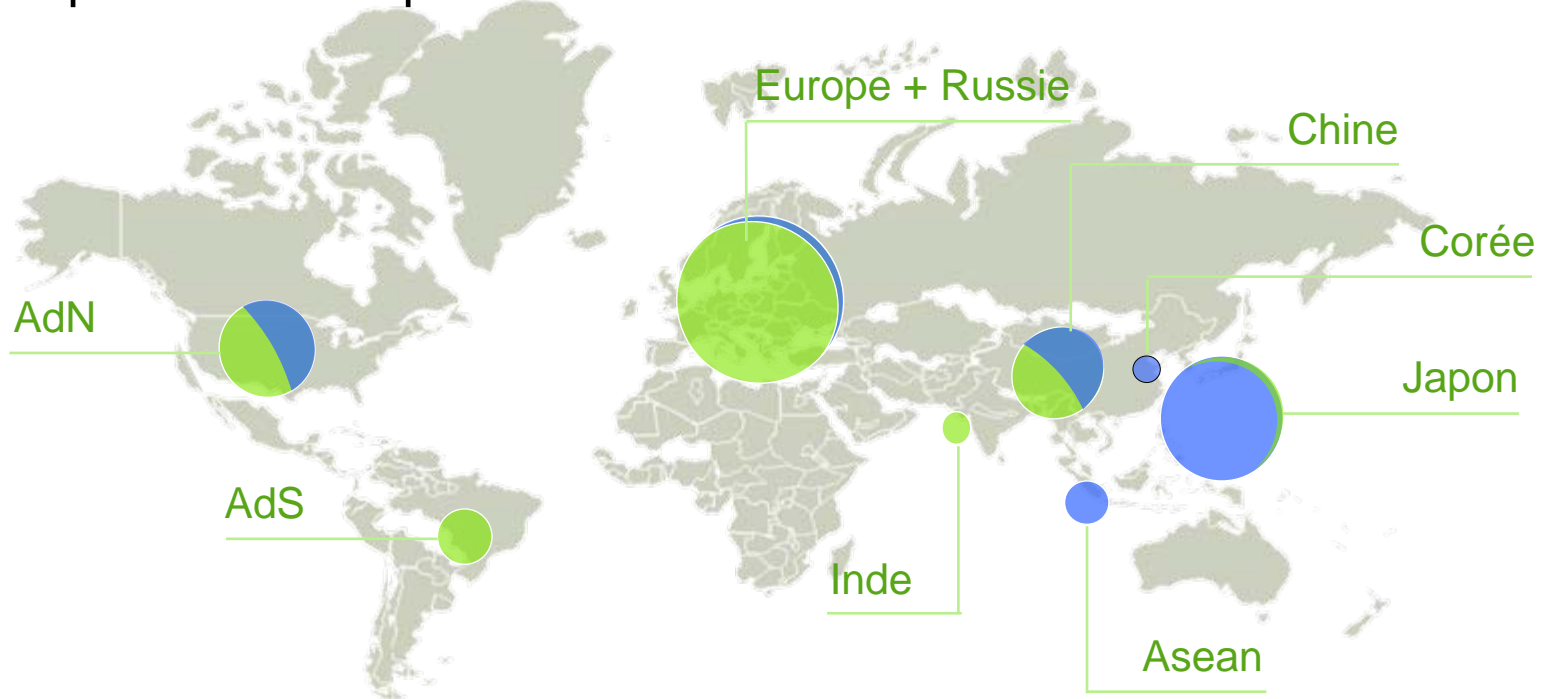 Europe + Russie
Chine
Corée
AdN
Japon
AdS
Inde
Asean